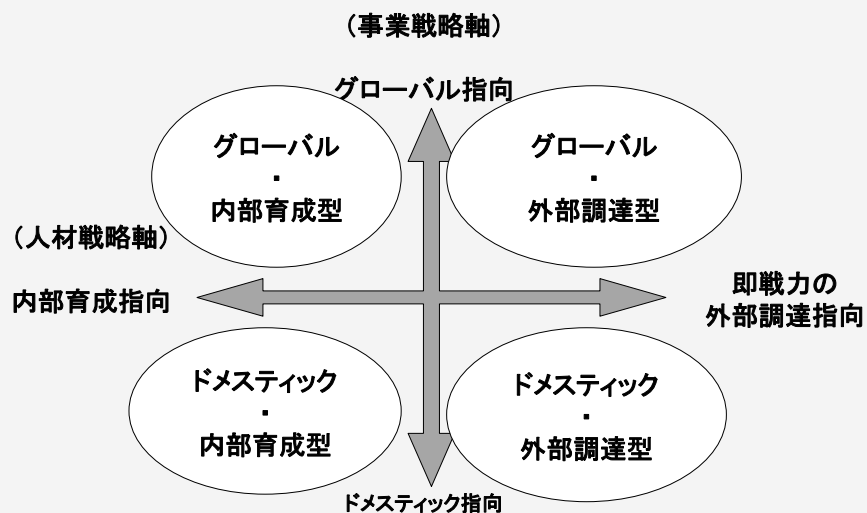 （事業戦略軸）
グローバル指向
グローバル
・
内部育成型
グローバル
・
外部調達型
（人材戦略軸）
内部育成指向
即戦力の
外部調達指向
ドメスティック
・
内部育成型
ドメスティック
・
外部調達型
ドメスティック指向